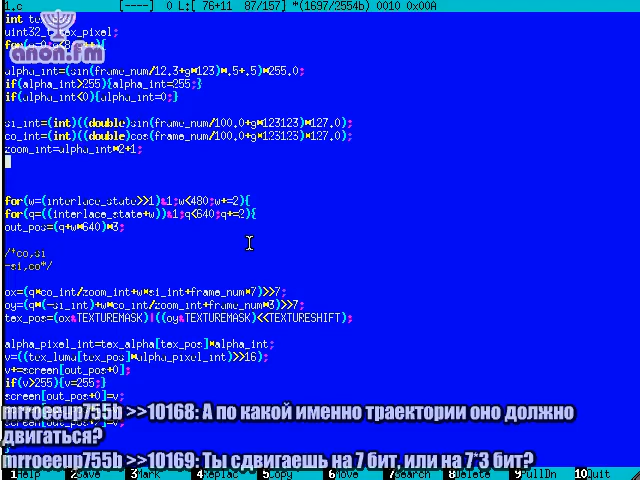 1.c [----] 0 L:[ 76+11 87/157] *(1697/2554b) 0010 0x00A
uint32_t tex_pixel;
anon.fm
alpha_int=(sin(frame_num/12.3+g*123)*.5+.5)*255.0;
if(alpha_int>255){alpha_int=255;}
if(alpha_int<0){alpha_int=0;}
si_int=(int)((double)sin(frame_num/100.0+g*123123)*127.0);
co_int=(int)((double)cos(frame_num/100.0+g*123123)*127.0);
zoom_int=alpha_int*2+1;
for(w=(interlace_state>>1)&1;w<480;w+=2){
for(q=((interlace_state+w))&1;q<640;q+=2){
out_pos=(q+w*640)*3;
/*co,si
-si,co*/
ox=(q*co_int/zoom_int+w*si_int+frame_num*7)>>7;
oy=(q*(-si_int)+w*co_int/zoom_int+frame_num*3)>>7;
tex_pos=(ox&TEXTUREMASK)|((oy&TEXTUREMASK)<<TEXTURESHIFT);
alpha_pixel_int=tex_alpha[tex_pos]*alpha_int;
v=((tex_luma[tex_pos]*alpha_pixel_int)>>16);
v+=screen[out_pos+0];
if(v>255){v=255;}
screen[out_pos+0]=v;
mrroeeup755b >>10168: А по какой именно траектории оно должно
двигаться?
mrroeeup755b >>10169: Ты сдвигаешь на 7 бит, или на 7*3 бит?
1Help 2Save 3Mark 4Replac 5Copy 6Move 7Search 8Delete 9PullDn 10Quit